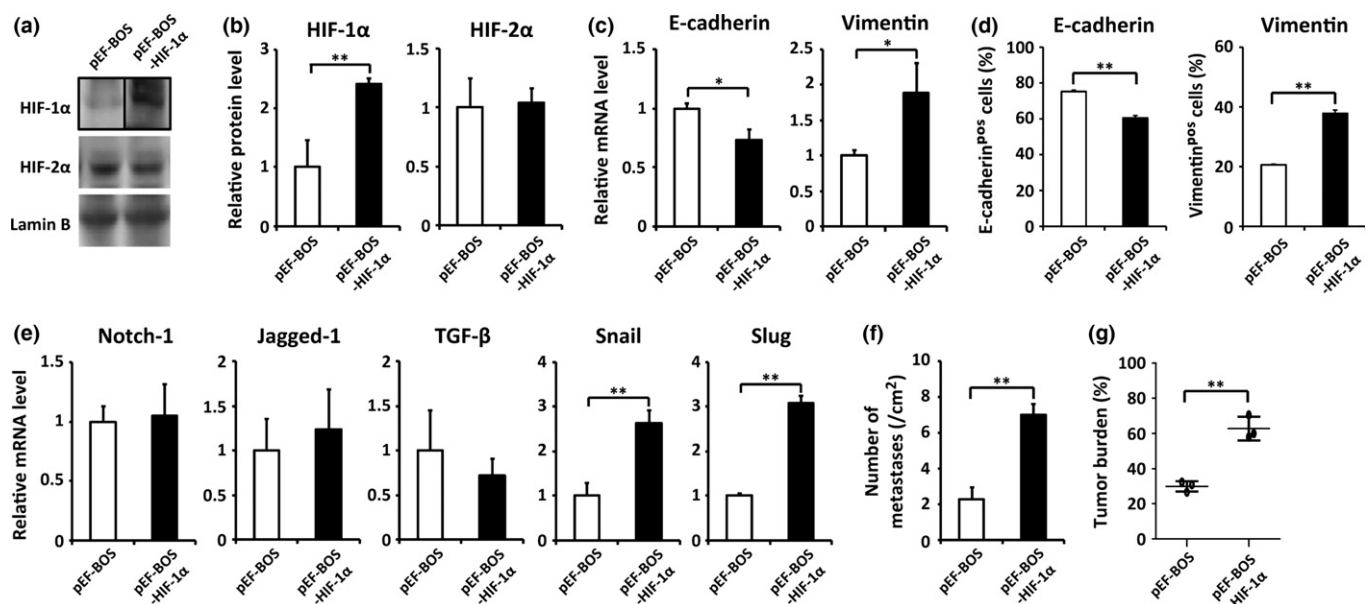 (a)
pEF-BOS
pEF-BOS
-HIF-1α
HIF-1α
HIF-2α
Lamin B
(b)
HIF-1α
Relative protein level
3
2
1
0
**
pEF-BOS
pEF-BOS
-HIF-1α
HIF-2α
1.5
1
0.5
0
pEF-BOS
pEF-BOS
-HIF-1α
(c)
E-cadherin
Relative mRNA level
1.5
1
0.5
0
*
pEF-BOS
pEF-BOS
-HIF-1α
Vimentin
2.5
2
1.5
1
0.5
0
*
pEF-BOS
pEF-BOS
-HIF-1α
(d)
E-cadherin
E-cadherinpos cells (%)
100
80
60
40
20
0
**
pEF-BOS
pEF-BOS
-HIF-1α
Vimentin
Vimentinpos cells (%)
60
40
20
0
**
pEF-BOS
pEF-BOS
-HIF-1α
(e)
Notch-1
Relative mRNA level
1.5
1
0.5
0
pEF-BOS
pEF-BOS
-HIF-1α
Jagged-1
2
1.5
1
0.5
0
pEF-BOS
pEF-BOS
-HIF-1α
TGF-β
2
1.5
1
0.5
0
pEF-BOS
pEF-BOS
-HIF-1α
Snail
4
3
2
1
0
**
pEF-BOS
pEF-BOS
-HIF-1α
Slug
4
3
2
1
0
**
pEF-BOS
pEF-BOS
-HIF-1α
(f)
Number of
metastases (/cm2)
8
6
4
2
0
**
pEF-BOS
pEF-BOS
-HIF-1α
(g)
Tumor burden (%)
100
80
60
40
20
0
**
pEF-BOS
pEF-BOS
-HIF-1α